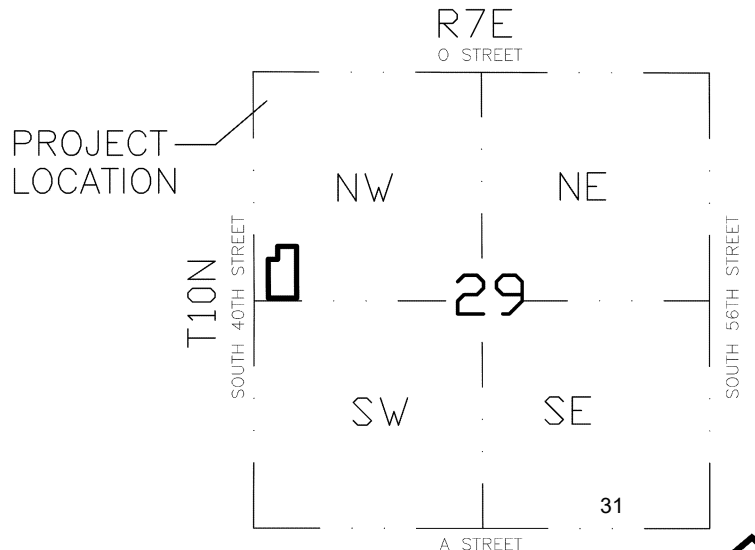 R7E
O STREET
PROJECT
LOCATION
NW
NE
T10N
SOUTH 40TH STREET
29
SOUTH 56TH STREET
SW
SE
31
A STREET